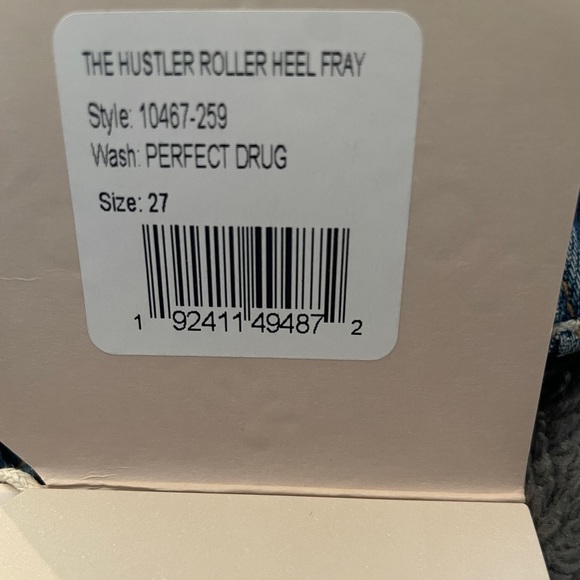 THE HUSTLER ROLLER HEEL FRAY
Style: 10467-259
Wash: PERFECT DRUG
Size: 27
1 92411 49487 2